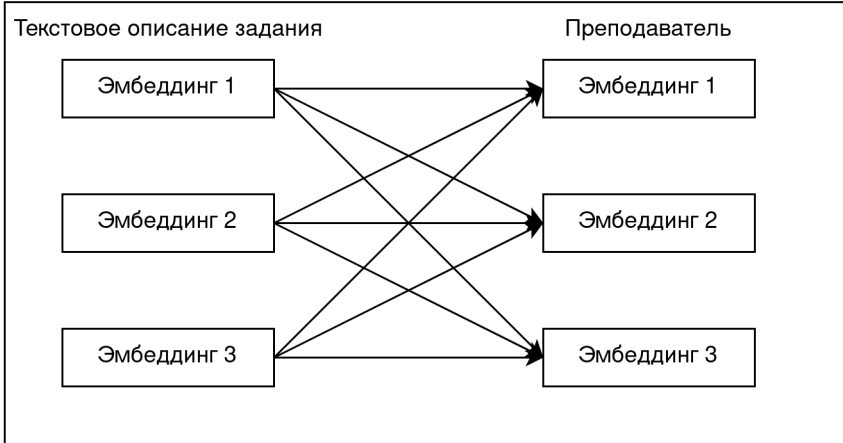 Текстовое описание задания
Преподаватель
Эмбеддинг 1
Эмбеддинг 1
Эмбеддинг 2
Эмбеддинг 2
Эмбеддинг 3
Эмбеддинг 3